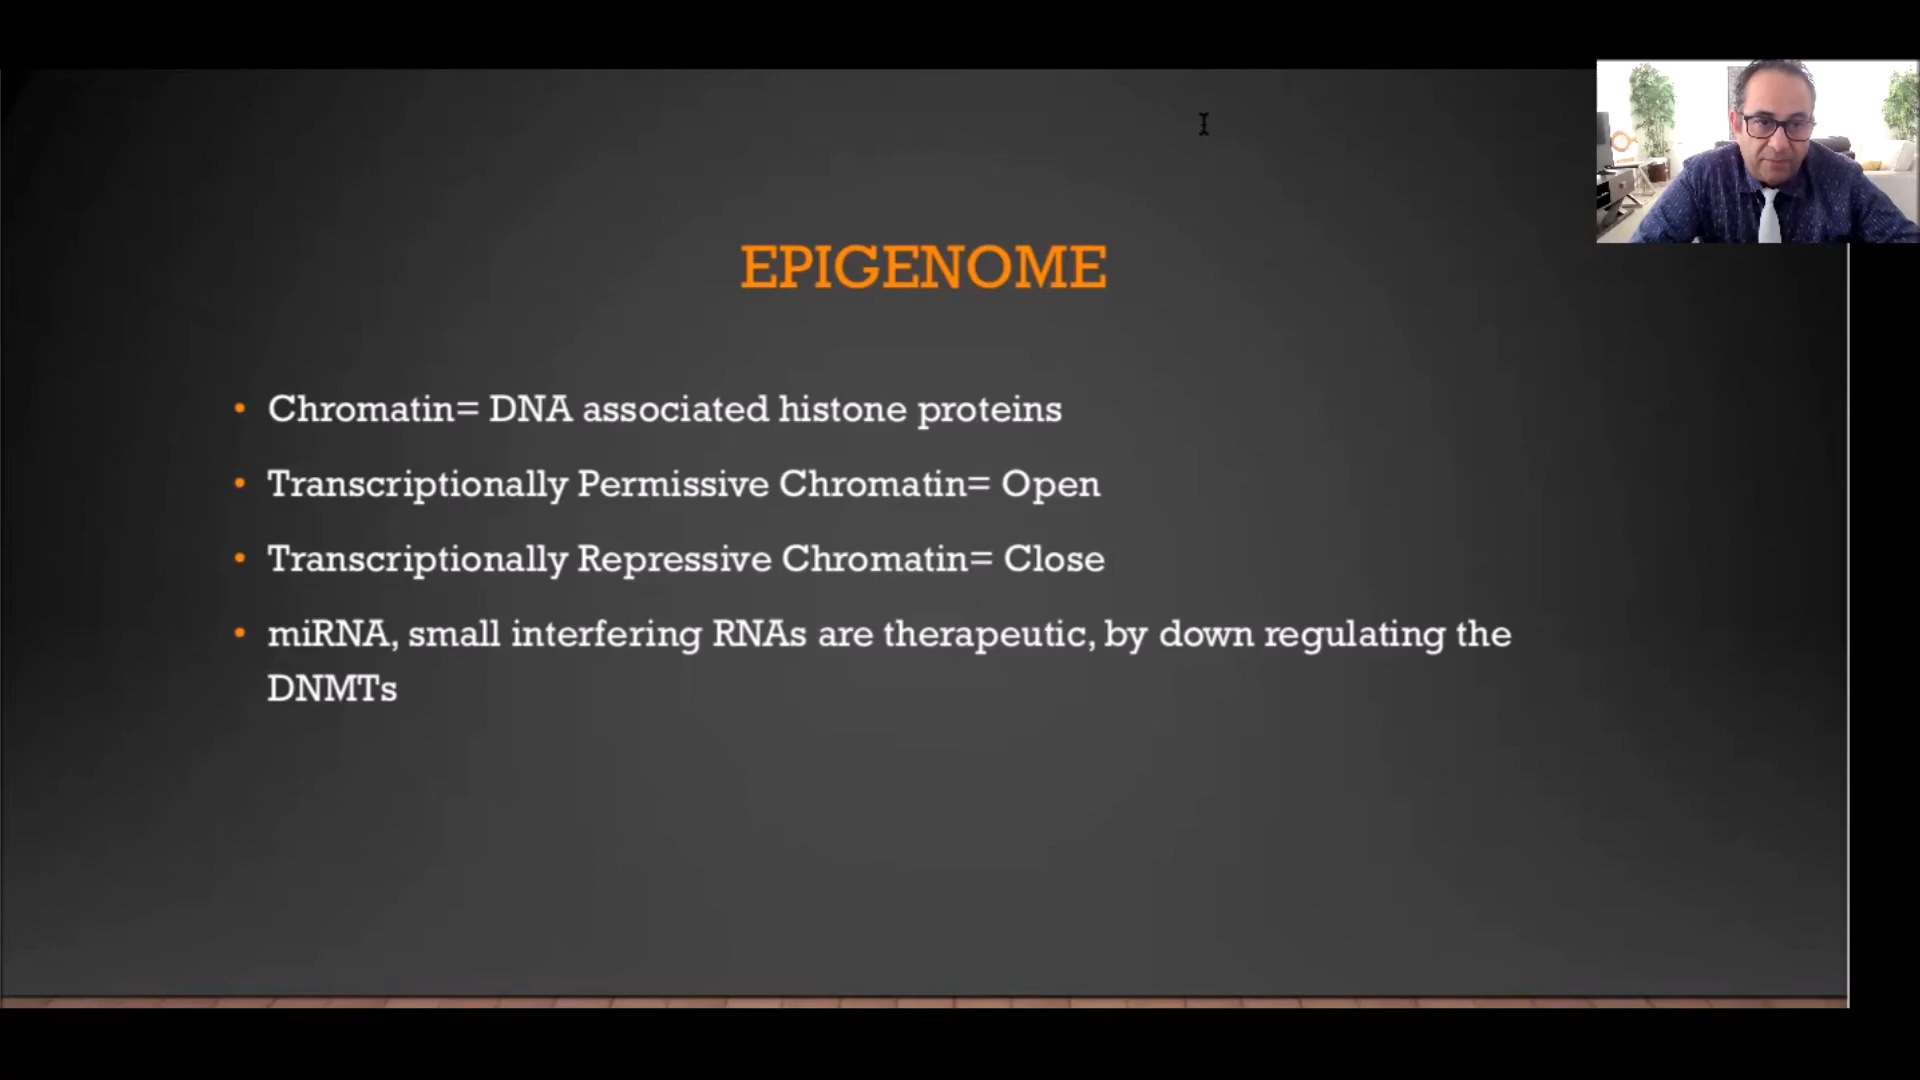 EPIGENOME
• Chromatin= DNA associated histone proteins
• Transcriptionally Permissive Chromatin= Open
• Transcriptionally Repressive Chromatin= Close
• miRNA, small interfering RNAs are therapeutic, by down regulating the
DNMTs